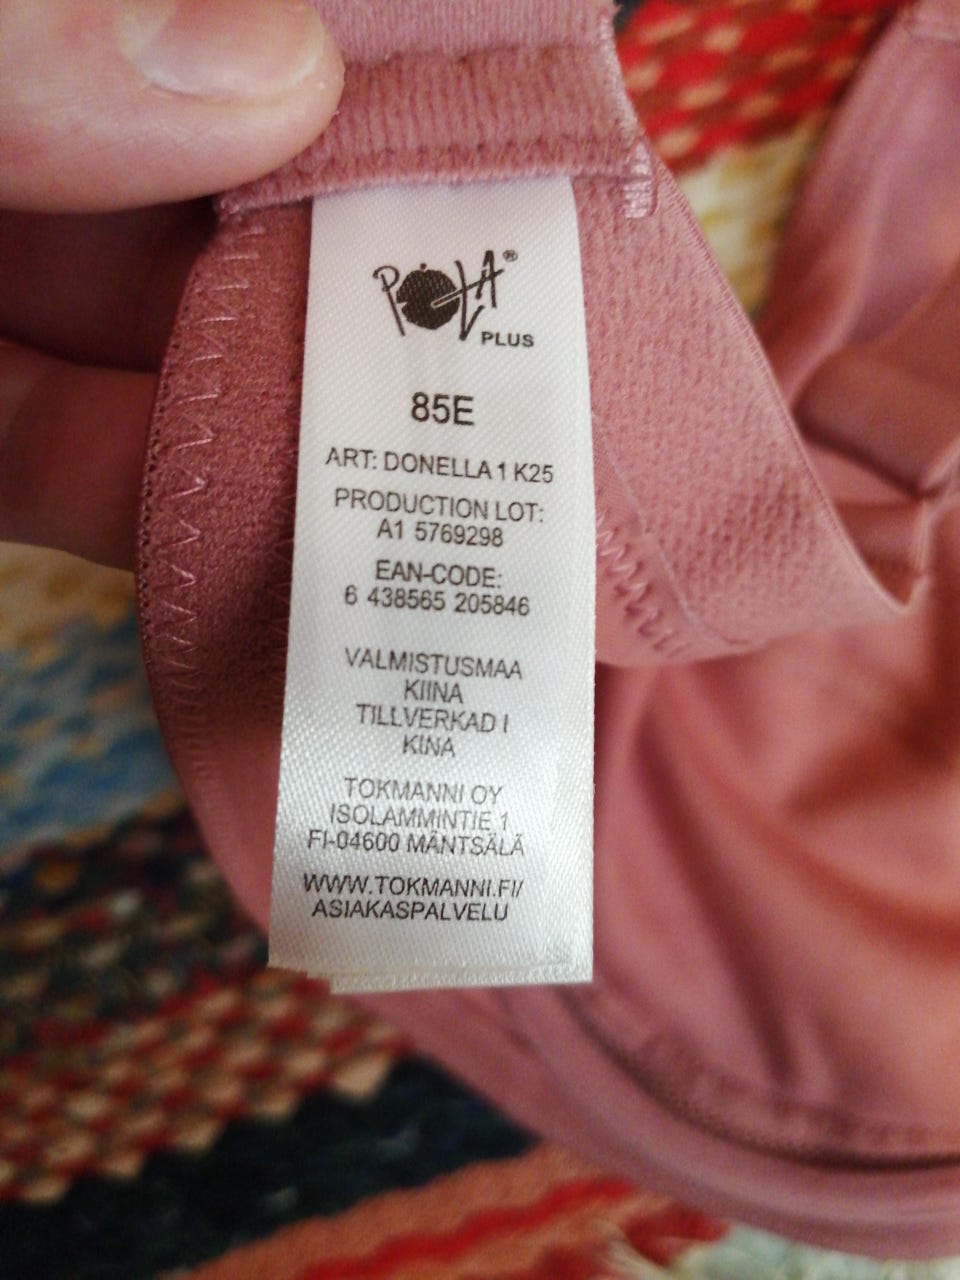 POLA®
PLUS
85E
ART: DONELLA 1 K25
PRODUCTION LOT:
A1 5769298
EAN-CODE:
6 438565 205846
VALMISTUSMAA
KIINA
TILLVERKAD I
KINA
TOKMANNI OY
ISOLAMMINTIE 1
FI-04600 MÄNTSÄLÄ
WWW.TOKMANNI.FI/
ASIAKASPALVELU